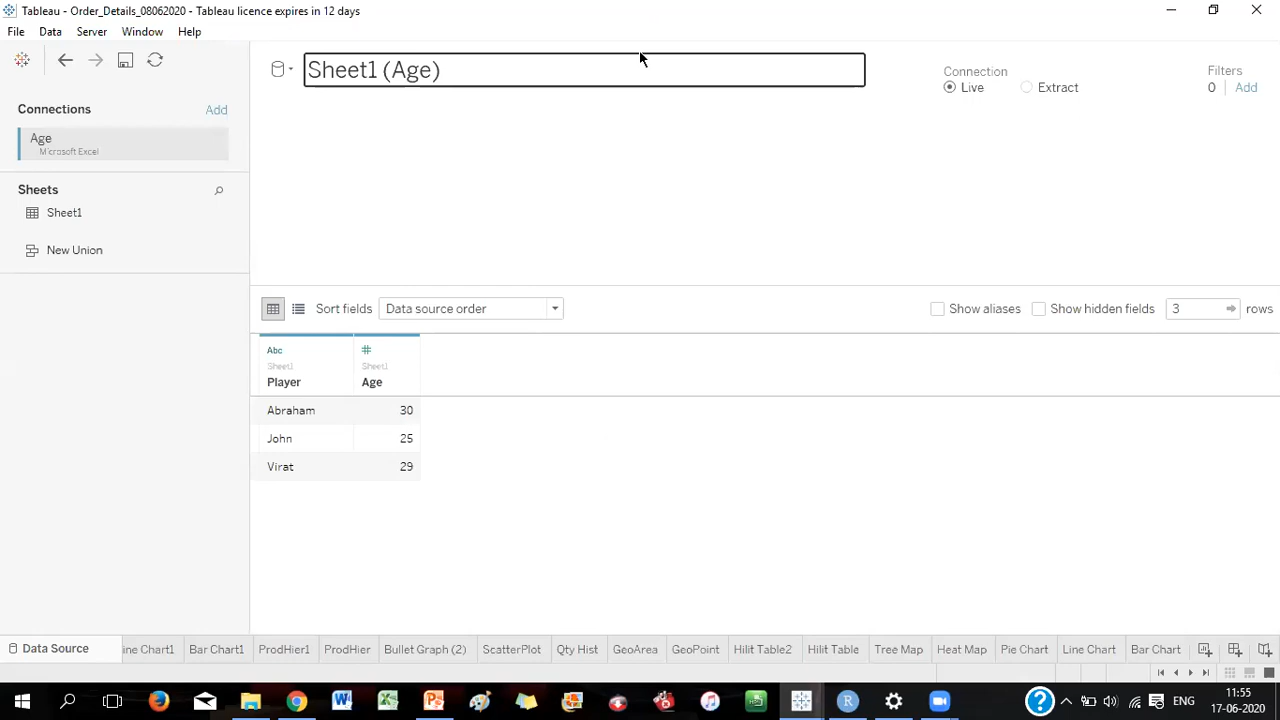 Tableau - Order_Details_08062020 - Tableau licence expires in 12 days
File Data Server Window Help
Sheet1 (Age)
Connection
Live Extract
Filters
0 Add
Connections Add
Age
Microsoft Excel
Sheets
Sheet1
New Union
Sort fields Data source order Show aliases Show hidden fields 3 rows
Abc #
Sheet1 Sheet1
Player Age
Abraham 30
John 25
Virat 29
Data Source ine Chart1 Bar Chart1 ProdHier1 ProdHier Bullet Graph (2) ScatterPlot Qty Hist GeoArea GeoPoint Hilit Table2 Hilit Table Tree Map Heat Map Pie Chart Line Chart Bar Chart
ENG
11:55
17-06-2020